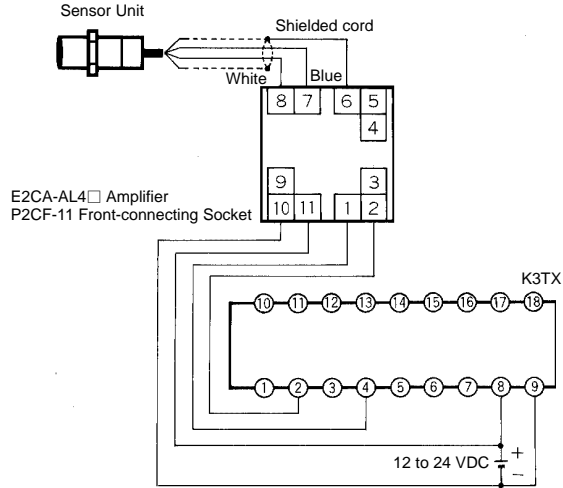 Sensor Unit
Shielded cord
White
Blue
8 7 6 5
4
9 3
10 11 1 2
E2CA-AL4□ Amplifier
P2CF-11 Front-connecting Socket
K3TX
10 11 12 13 14 15 16 17 18
1 2 3 4 5 6 7 8 9
12 to 24 VDC
+
−